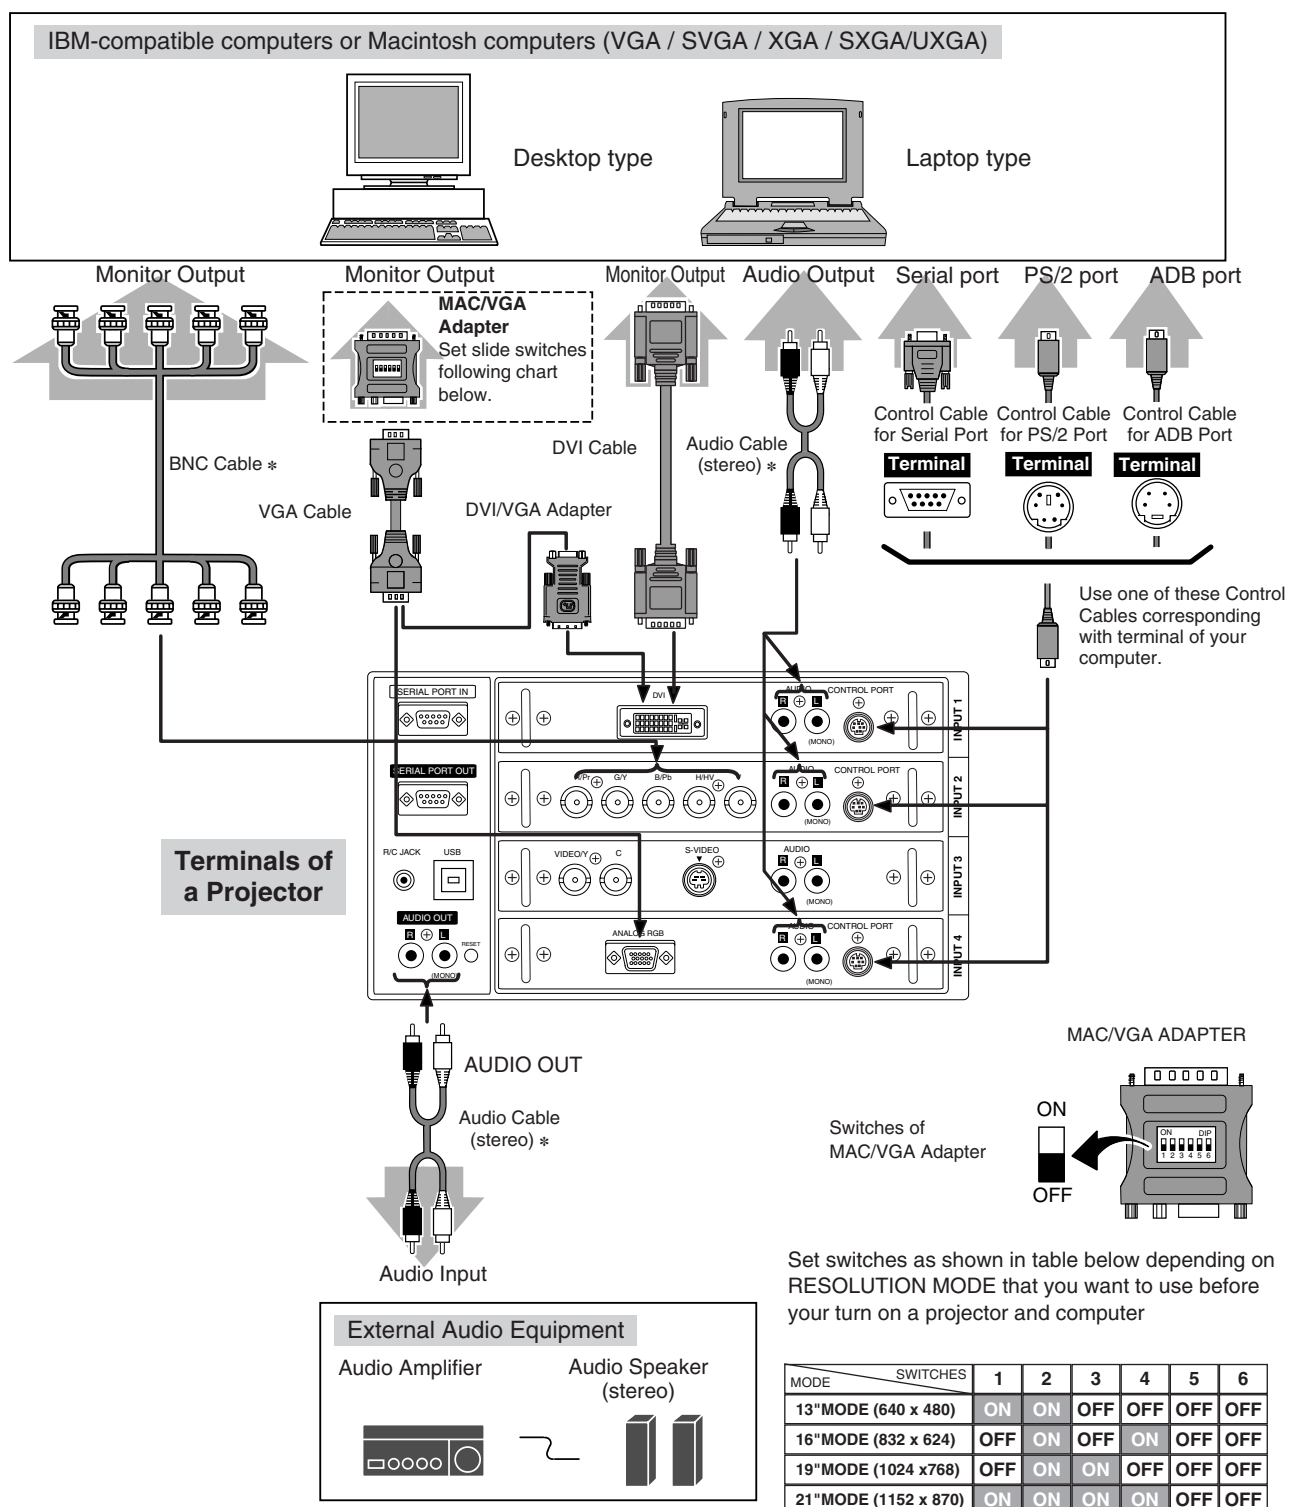 IBM-compatible computers or Macintosh computers (VGA / SVGA / XGA / SXGA/UXGA)
Desktop type
Laptop type
Monitor Output
Monitor Output
Monitor Output
Audio Output
Serial port
PS/2 port
ADB port
MAC/VGA
Adapter
Set slide switches
following chart
below.
BNC Cable *
VGA Cable
DVI/VGA Adapter
DVI Cable
Audio Cable
(stereo) *
Control Cable
for Serial Port
Control Cable
for PS/2 Port
Control Cable
for ADB Port
Terminal
Terminal
Terminal
Use one of these Control
Cables corresponding
with terminal of your
computer.
Terminals of
a Projector
SERIAL PORT IN
SERIAL PORT OUT
R/C JACK
USB
AUDIO OUT
R
L
RESET
(MONO)
DVI
AUDIO
R
L
(MONO)
CONTROL PORT
INPUT 1
G/Y
B/Pb
H/HV
AUDIO
R
L
(MONO)
CONTROL PORT
INPUT 2
VIDEO/Y
C
S-VIDEO
AUDIO
R
L
(MONO)
INPUT 3
ANALOG RGB
AUDIO
R
L
(MONO)
CONTROL PORT
INPUT 4
AUDIO OUT
Audio Cable
(stereo) *
Audio Input
External Audio Equipment
Audio Amplifier
Audio Speaker
(stereo)
MAC/VGA ADAPTER
Switches of
MAC/VGA Adapter
ON
OFF
ON DIP
1 2 3 4 5 6
Set switches as shown in table below depending on
RESOLUTION MODE that you want to use before
your turn on a projector and computer
MODE SWITCHES 1 2 3 4 5 6
13"MODE (640 x 480) ON ON OFF OFF OFF OFF
16"MODE (832 x 624) OFF ON OFF ON OFF OFF
19"MODE (1024 x768) OFF ON ON OFF OFF OFF
21"MODE (1152 x 870) ON ON ON ON OFF OFF